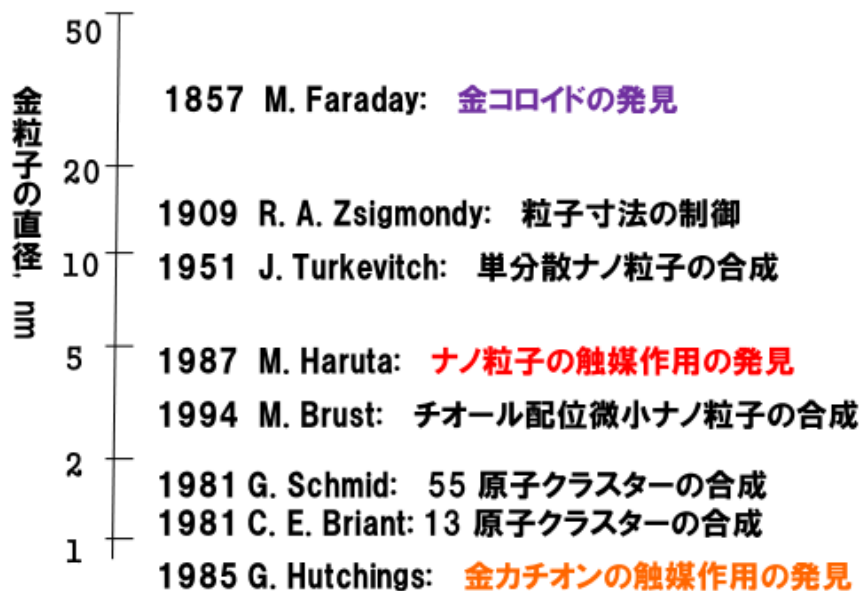 金粒子の直径, nm
50
1857 M. Faraday: 金コロイドの発見
20
1909 R. A. Zsigmondy: 粒子寸法の制御
10
1951 J. Turkevitch: 単分散ナノ粒子の合成
5
1987 M. Haruta: ナノ粒子の触媒作用の発見
1994 M. Brust: チオール配位微小ナノ粒子の合成
2
1981 G. Schmid: 55 原子クラスターの合成
1981 C. E. Briant: 13 原子クラスターの合成
1
1985 G. Hutchings: 金カチオンの触媒作用の発見